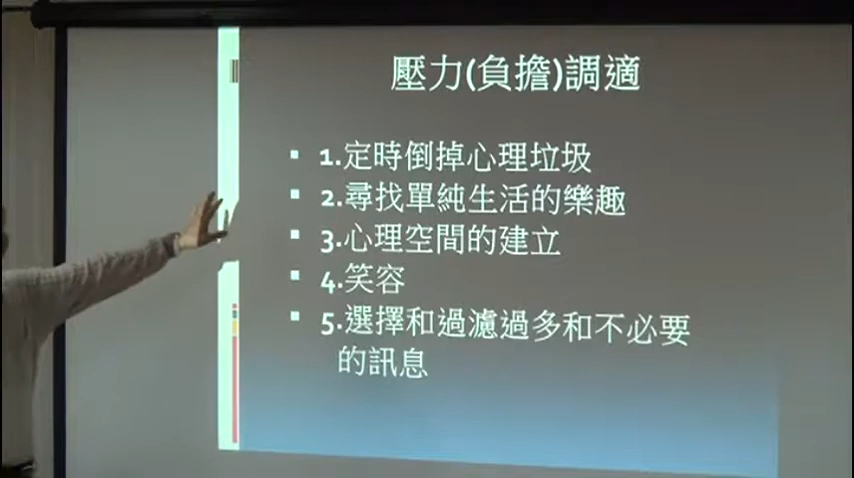 壓力(負擔)調適
▪ 1.定時倒掉心理垃圾
▪ 2.尋找單純生活的樂趣
▪ 3.心理空間的建立
▪ 4.笑容
▪ 5.選擇和過濾過多和不必要
的訊息